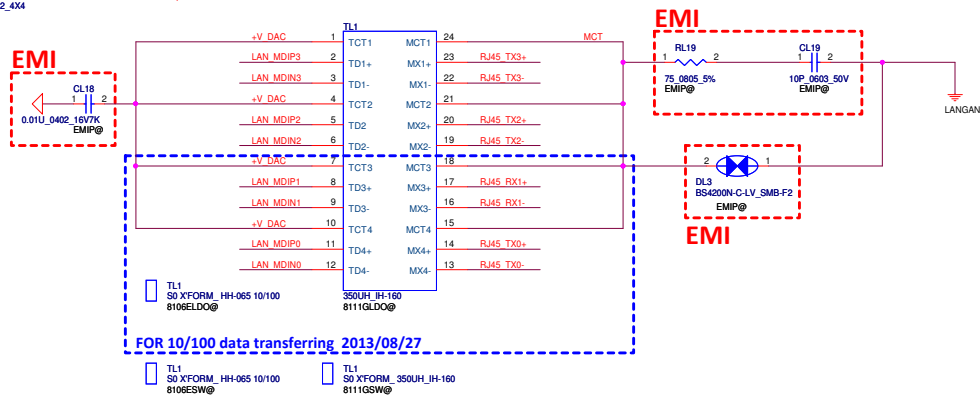 2_4X4
EMI
CL18
1 2
0.01U_0402_16V7K
EMIP@
TL1
+V_DAC 1 TCT1 MCT1 24 MCT
LAN_MDIP3 2 TD1+ MX1+ 23 RJ45_TX3+
LAN_MDIN3 3 TD1- MX1- 22 RJ45_TX3-
+V_DAC 4 TCT2 MCT2 21
LAN_MDIP2 5 TD2 MX2+ 20 RJ45_TX2+
LAN_MDIN2 6 TD2- MX2- 19 RJ45_TX2-
+V_DAC 7 TCT3 MCT3 18
LAN_MDIP1 8 TD3+ MX3+ 17 RJ45_RX1+
LAN_MDIN1 9 TD3- MX3- 16 RJ45_RX1-
+V_DAC 10 TCT4 MCT4 15
LAN_MDIP0 11 TD4+ MX4+ 14 RJ45_TX0+
LAN_MDIN0 12 TD4- MX4- 13 RJ45_TX0-
350UH_IH-160
8111GLDO@
EMI
RL19
1 2
75_0805_5%
EMIP@
CL19
1 2
10P_0603_50V
EMIP@
LANGAN
2 1
DL3
BS4200N-C-LV_SMB-F2
EMIP@
EMI
TL1
S0 X'FORM_ HH-065 10/100
8106ELDO@
FOR 10/100 data transferring 2013/08/27
TL1
S0 X'FORM_ HH-065 10/100
8106ESW@
TL1
S0 X'FORM_ 350UH_IH-160
8111GSW@